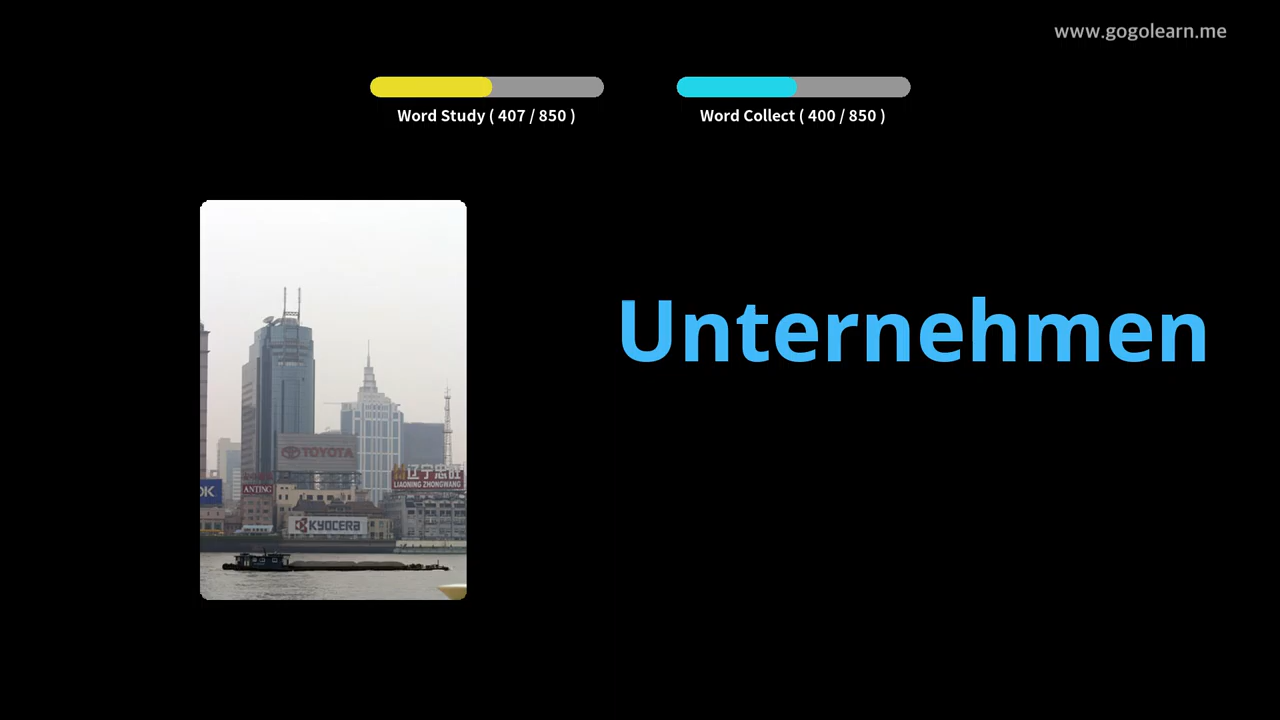 www.gogolearn.me
Word Study ( 407 / 850 )
Word Collect ( 400 / 850 )
Unternehmen
TOYOTA
辽宁忠旺
LIAONING ZHONGWANG
OK
ANTING
KYOCERA